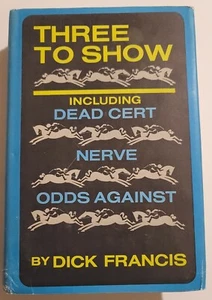 THREE
TO SHOW
INCLUDING
DEAD CERT
NERVE
ODDS AGAINST
BY DICK FRANCIS